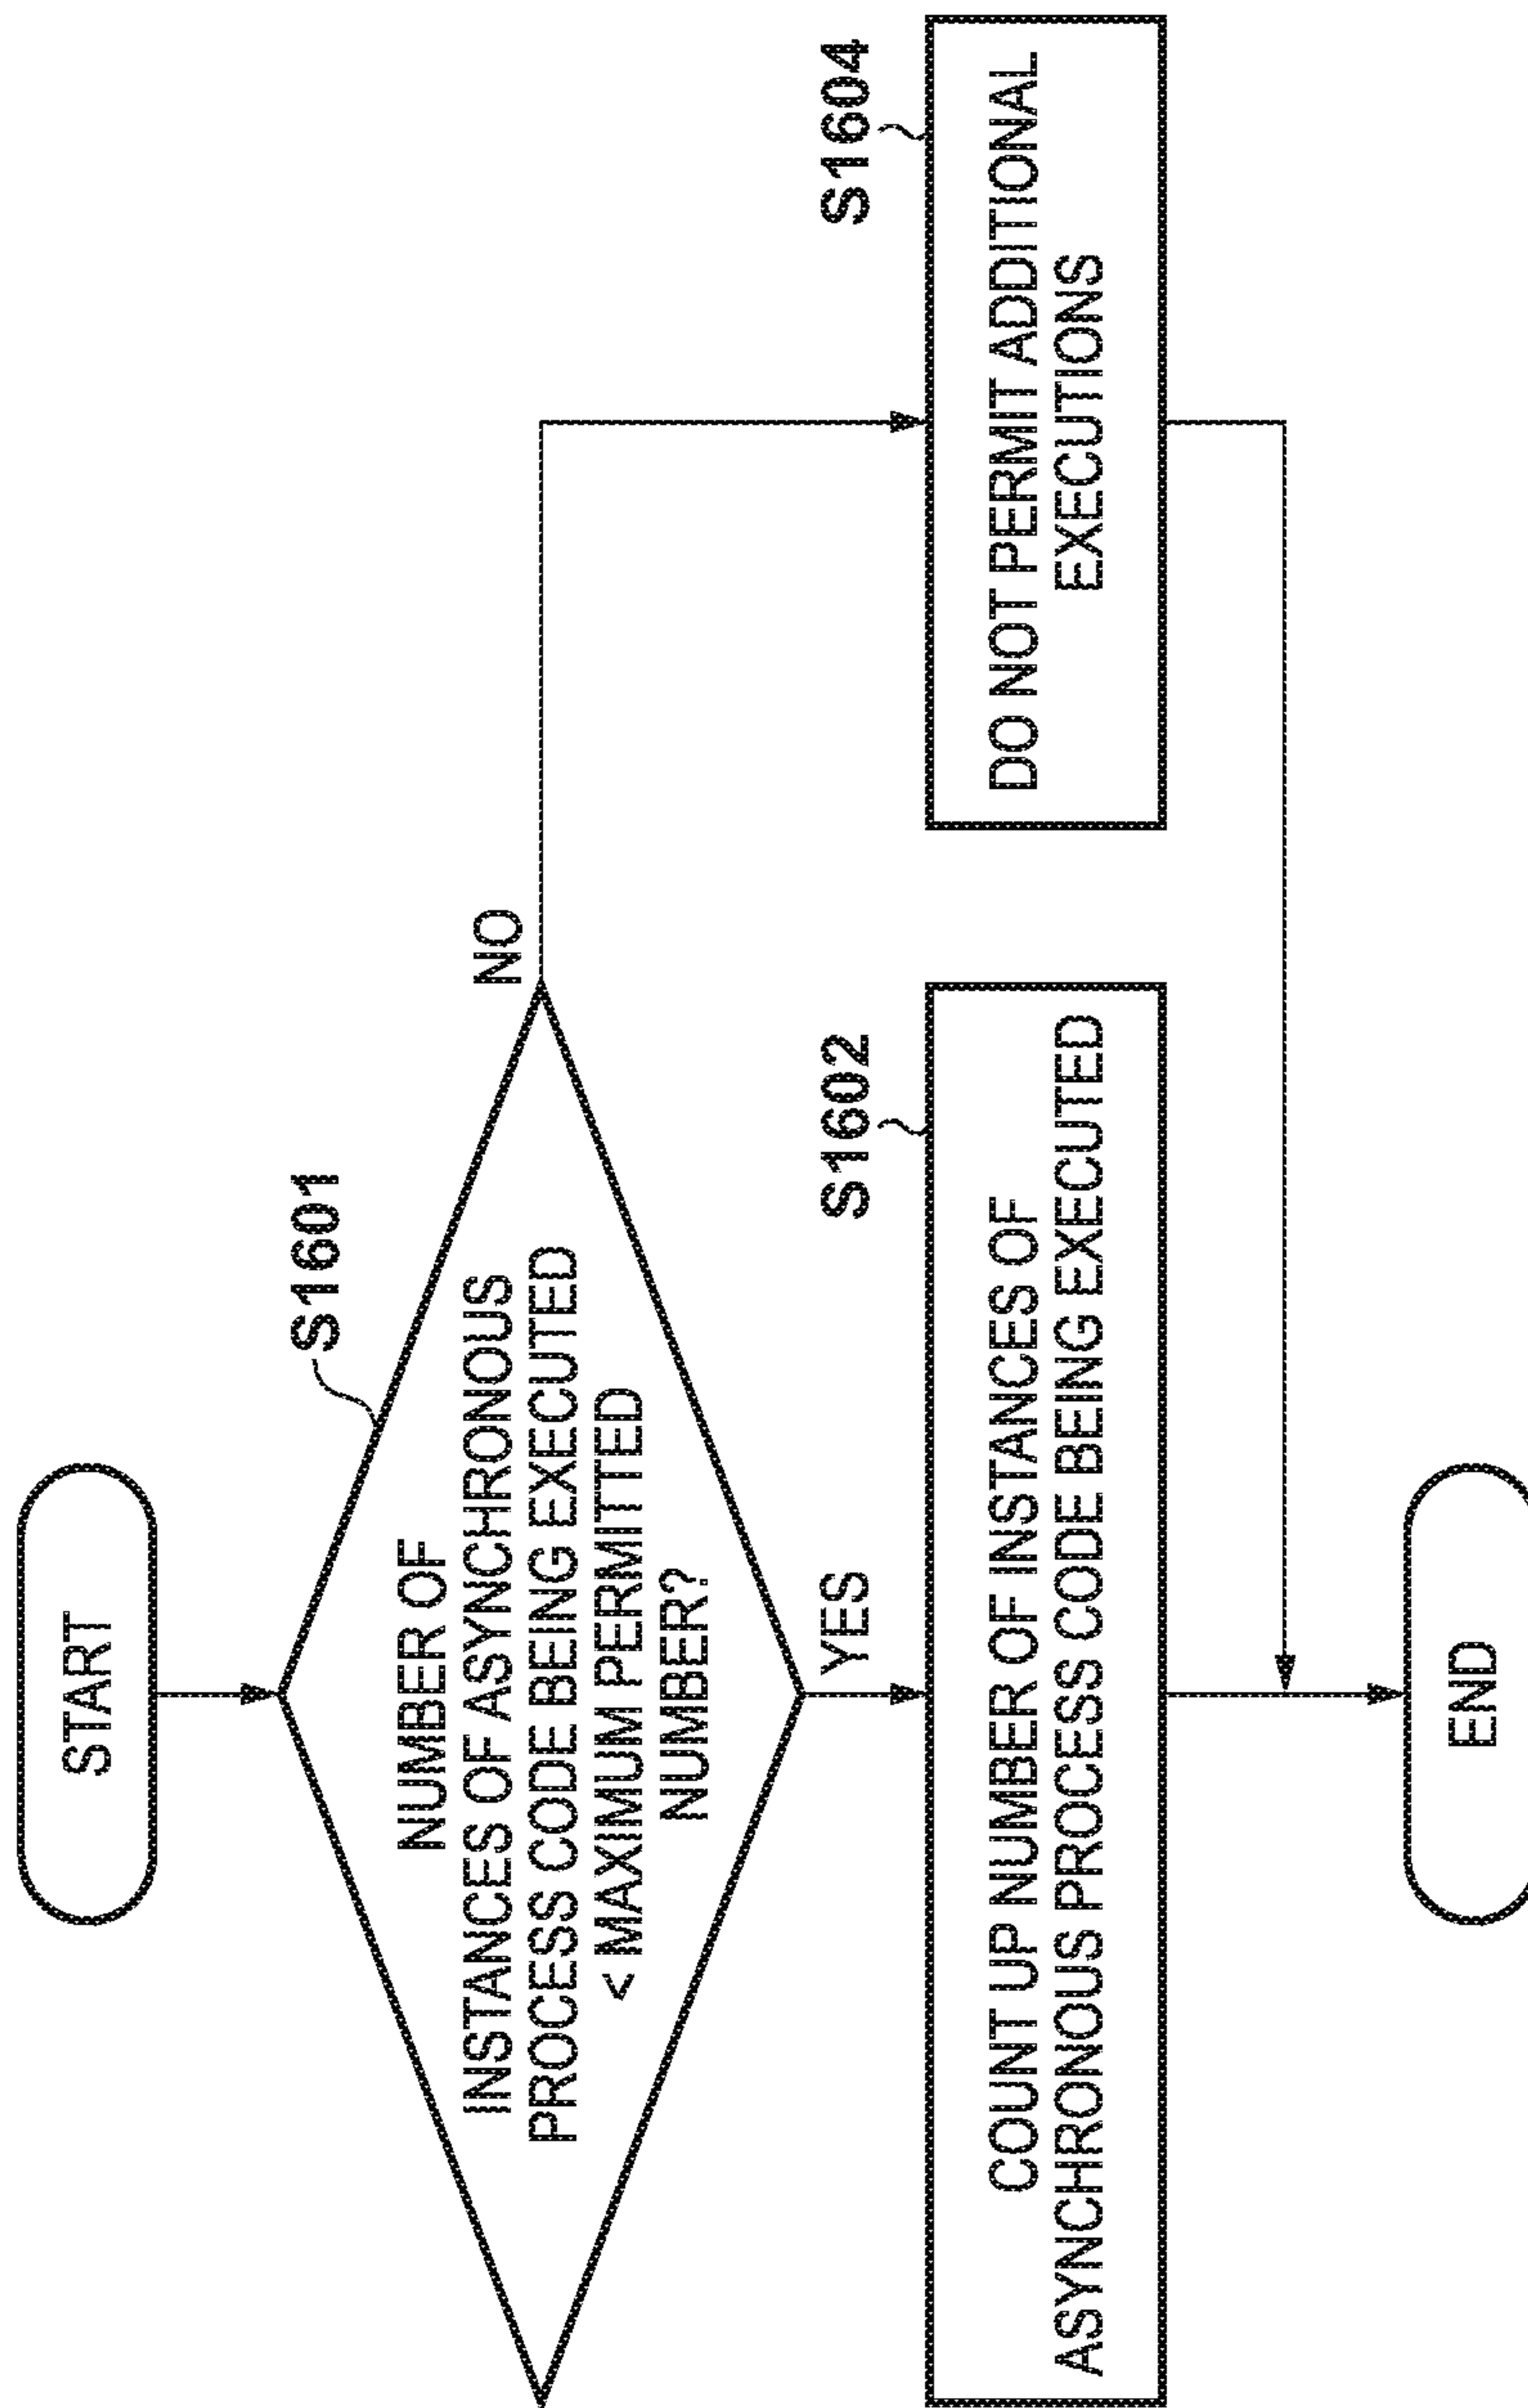 START
S1601
NUMBER OF
INSTANCES OF ASYNCHRONOUS
PROCESS CODE BEING EXECUTED
< MAXIMUM PERMITTED
NUMBER?
NO
YES
S1602
COUNT UP NUMBER OF INSTANCES OF
ASYNCHRONOUS PROCESS CODE BEING EXECUTED
S1604
DO NOT PERMIT ADDITIONAL
EXECUTIONS
END